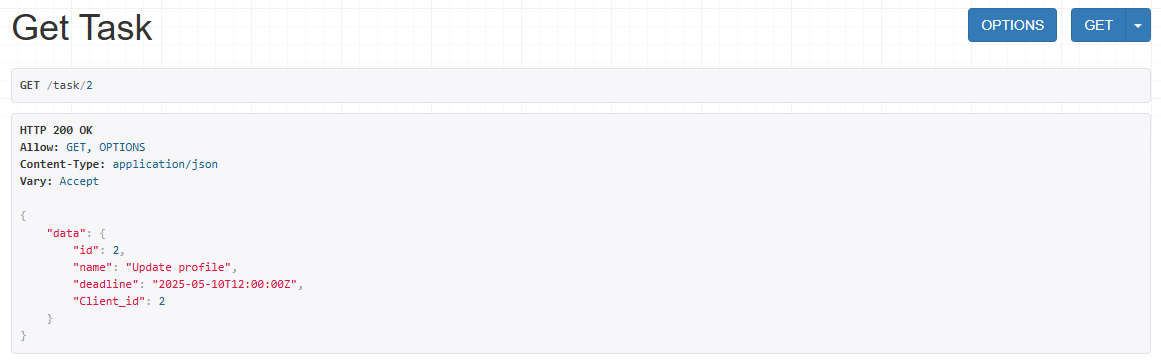 Get Task
OPTIONS
GET
GET /task/2
HTTP 200 OK
Allow: GET, OPTIONS
Content-Type: application/json
Vary: Accept
{
    "data": {
        "id": 2,
        "name": "Update profile",
        "deadline": "2025-05-10T12:00:00Z",
        "Client_id": 2
    }
}